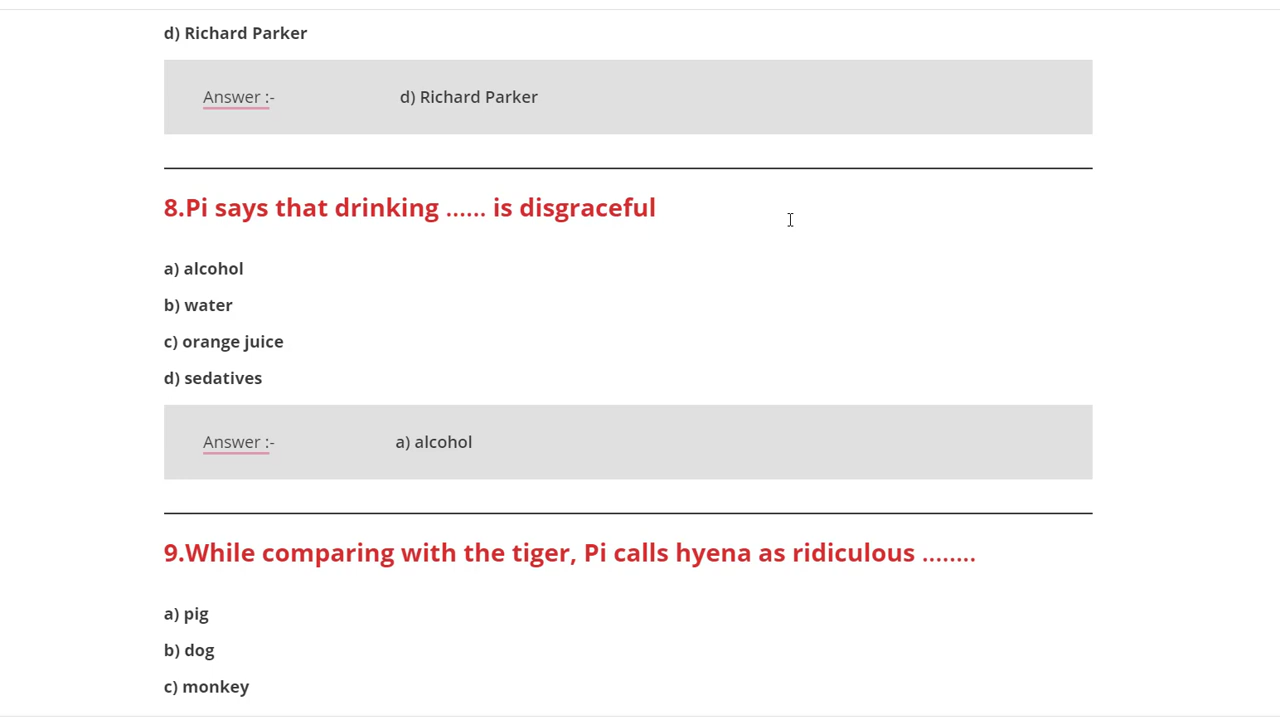 d) Richard Parker
Answer :- d) Richard Parker
8.Pi says that drinking ...... is disgraceful
a) alcohol
b) water
c) orange juice
d) sedatives
Answer :- a) alcohol
9.While comparing with the tiger, Pi calls hyena as ridiculous ........
a) pig
b) dog
c) monkey